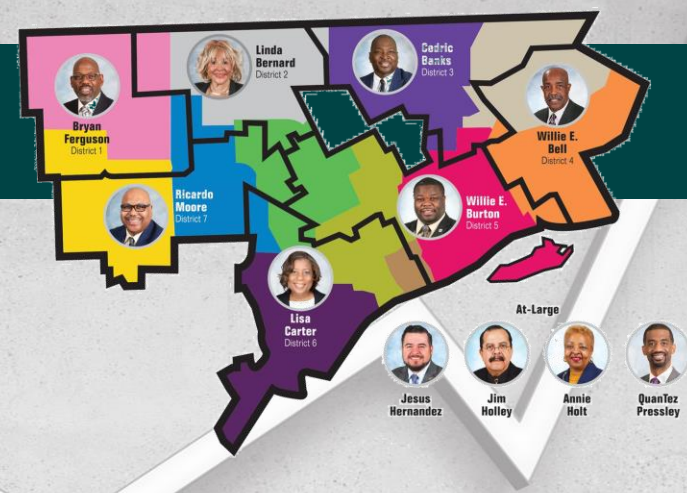 Linda
Bernard
District 2
Cedric
Banks
District 3
Bryan
Ferguson
District 1
Willie E.
Bell
District 4
Ricardo
Moore
District 7
Willie E.
Burton
District 5
Lisa
Carter
District 6
At-Large
Jesus
Hernandez
Jim
Holley
Annie
Holt
QuanTez
Pressley